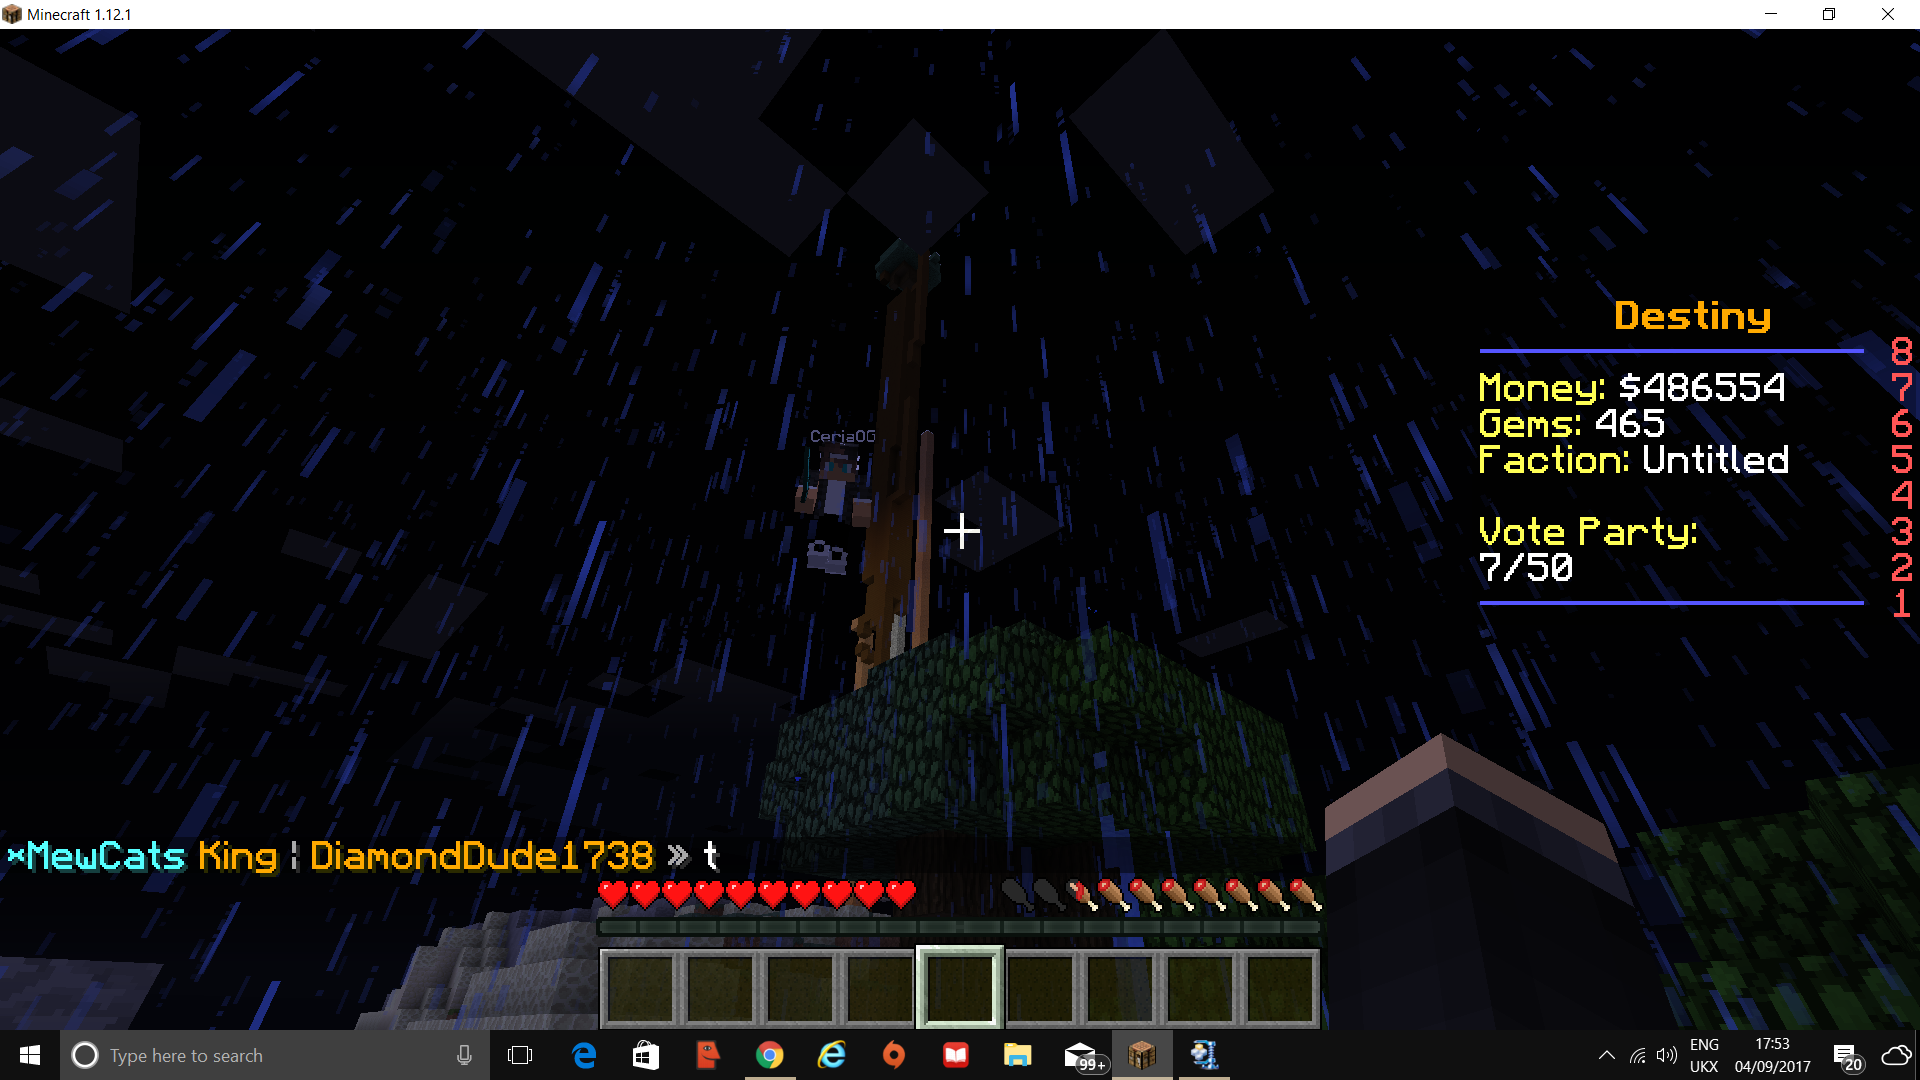 Minecraft 1.12.1
Destiny
8
Money: $486554 7
Gems: 465 6
Faction: Untitled 5
4
Vote Party: 3
7/50 2
1
CeriaOG
×MewCats King ¦ DiamondDude1738 » t
Type here to search
99+
ENG
UKX
17:53
04/09/2017
20